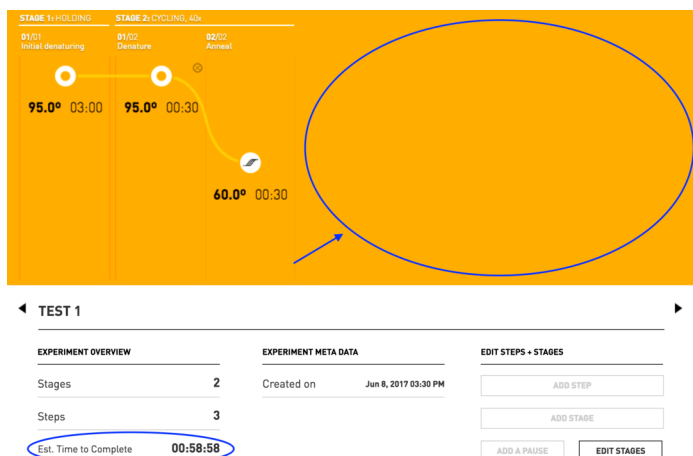 STAGE 1: HOLDING
STAGE 2: CYCLING, 40x
01/01
Initial denaturing
01/02
Denature
02/02
Anneal
95.0º 03:00
95.0º 00:30
60.0º 00:30
TEST 1
EXPERIMENT OVERVIEW
EXPERIMENT META DATA
EDIT STEPS + STAGES
Stages 2
Created on Jun 8, 2017 03:30 PM
ADD STEP
Steps 3
ADD STAGE
Est. Time to Complete 00:58:58
ADD A PAUSE
EDIT STAGES